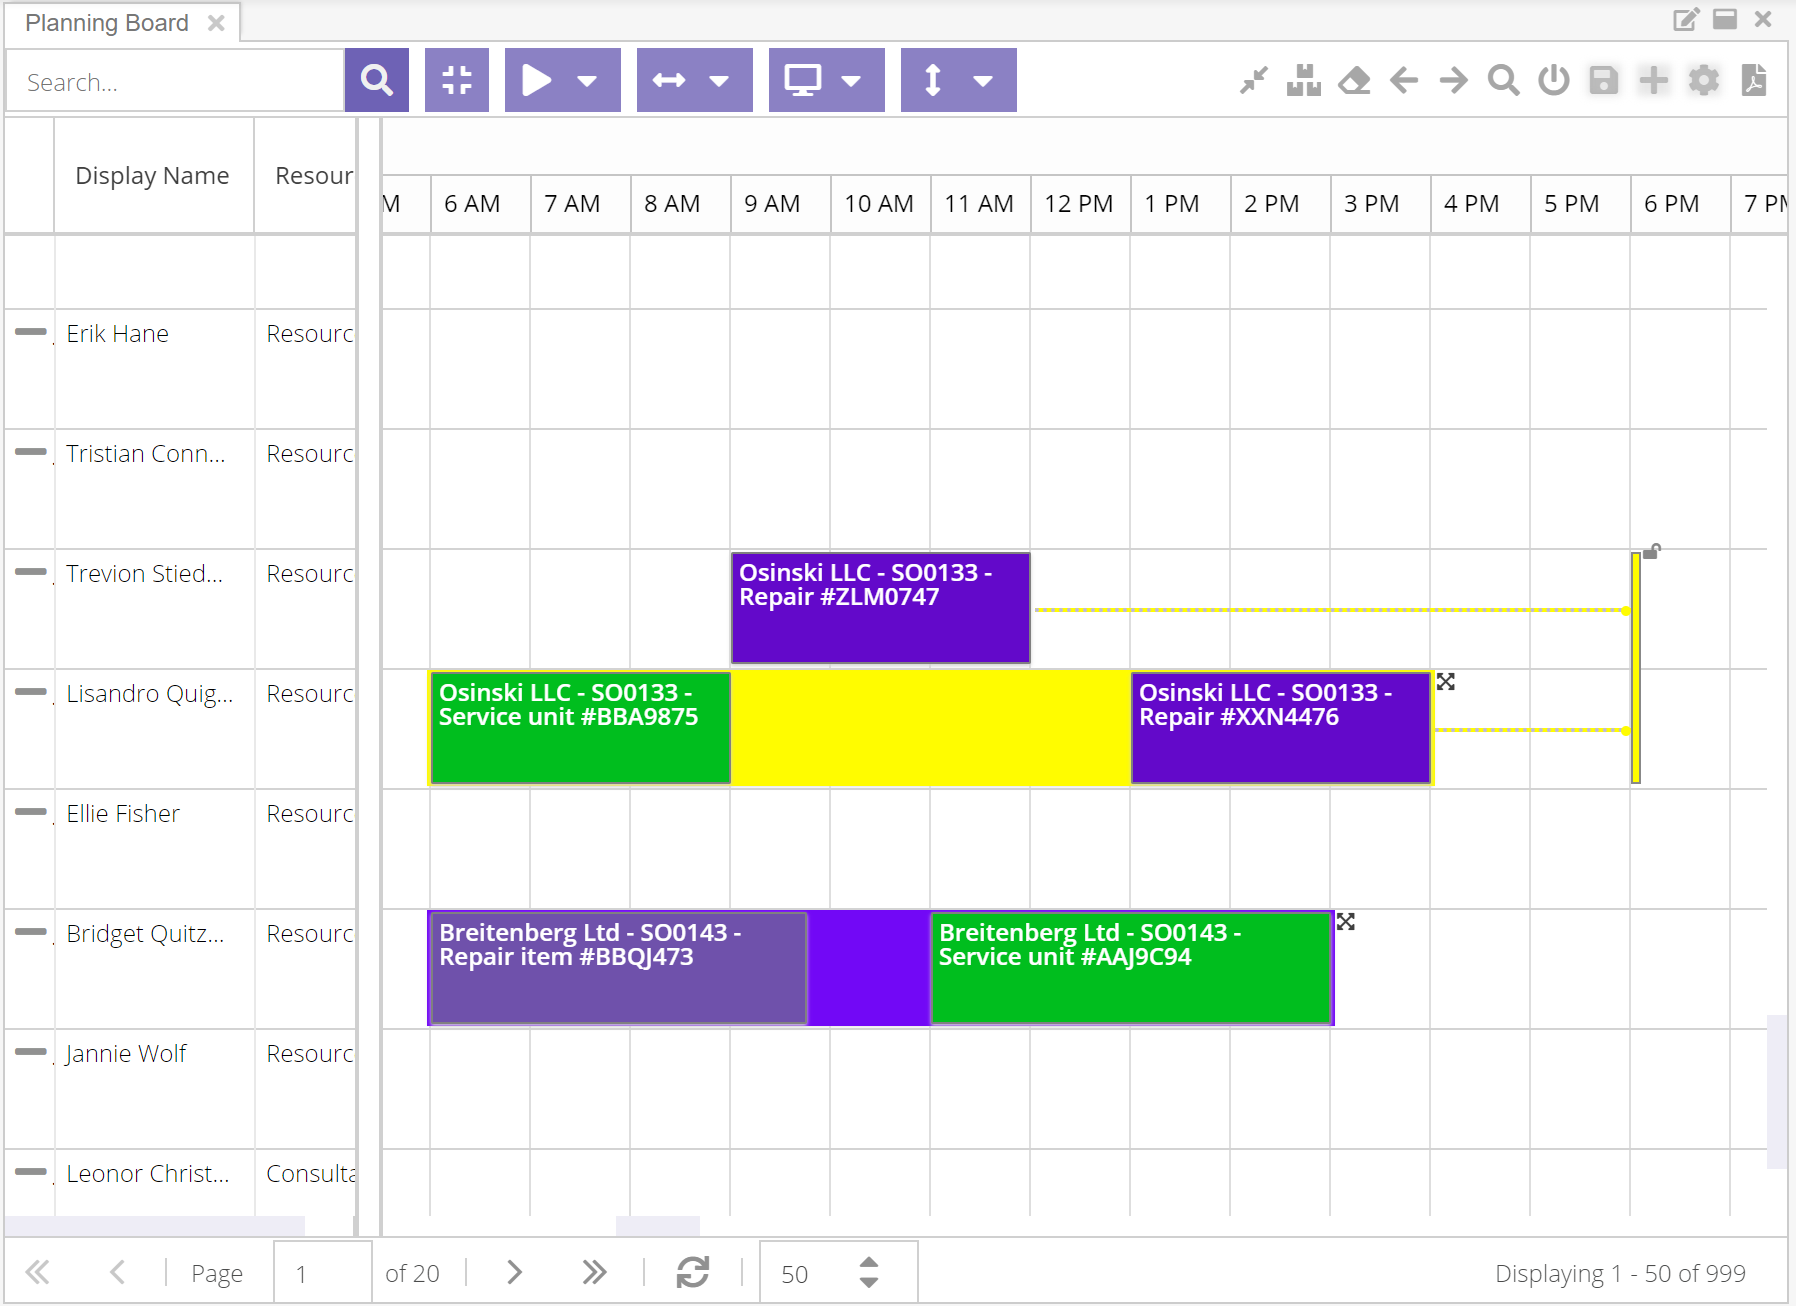 Planning Board
Search...
Display Name
Resour
M
6 AM
7 AM
8 AM
9 AM
10 AM
11 AM
12 PM
1 PM
2 PM
3 PM
4 PM
5 PM
6 PM
7 PM
Erik Hane
Resourc
Tristian Conn...
Resourc
Trevion Stied...
Resourc
Osinski LLC - SO0133 -
Repair #ZLM0747
Lisandro Quig...
Resourc
Osinski LLC - SO0133 -
Service unit #BBA9875
Osinski LLC - SO0133 -
Repair #XXN4476
Ellie Fisher
Resourc
Bridget Quitz...
Resourc
Breitenberg Ltd - SO0143 -
Repair item #BBQJ473
Breitenberg Ltd - SO0143 -
Service unit #AAJ9C94
Jannie Wolf
Resourc
Leonor Christ...
Consulta
Page
1
of 20
50
Displaying 1 - 50 of 999